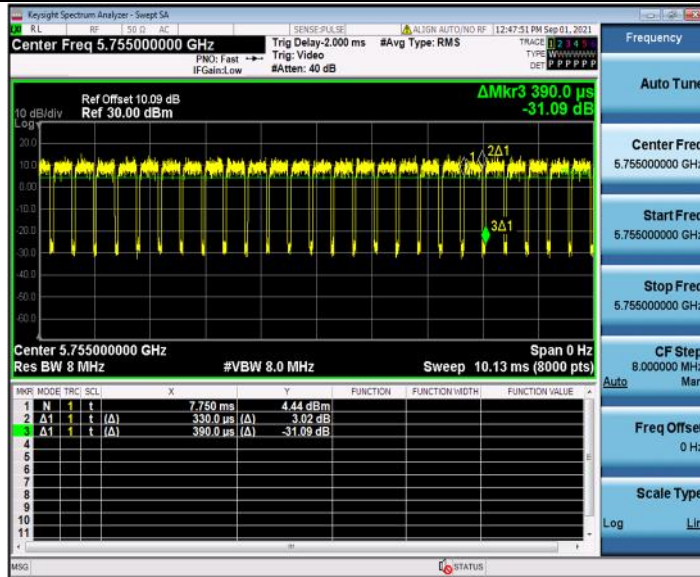 Keysight Spectrum Analyzer - Swept SA
RL RF 50 Ω AC SENSE:PULSE ALIGN AUTO/NO RF 12:47:51 PM Sep 01, 2021
Center Freq 5.755000000 GHz
PNO: Fast
IFGain:Low
Trig Delay-2.000 ms
Trig: Video
#Atten: 40 dB
#Avg Type: RMS
TRACE 1 2 3 4 5 6
TYPE
DET P P P P P P
ΔMkr3 390.0 µs
-31.09 dB
Ref Offset 10.09 dB
10 dB/div Ref 30.00 dBm
Log
20.0
10.0
0.00
-10.0
-20.0
-30.0
-40.0
-50.0
-60.0
1
2Δ1
3Δ1
Center 5.755000000 GHz Span 0 Hz
Res BW 8 MHz #VBW 8.0 MHz Sweep 10.13 ms (8000 pts)
MKR MODE TRC SCL X Y FUNCTION FUNCTION WIDTH FUNCTION VALUE
1 N 1 t 7.750 ms 4.44 dBm
2 Δ1 1 t (Δ) 330.0 µs (Δ) 3.02 dB
3 Δ1 1 t (Δ) 390.0 µs (Δ) -31.09 dB
4
5
6
7
8
9
10
11
MSG STATUS
Frequency
Auto Tune
Center Freq
5.755000000 GHz
Start Freq
5.755000000 GHz
Stop Freq
5.755000000 GHz
CF Step
8.000000 MHz
Auto Man
Freq Offset
0 Hz
Scale Type
Log Lin